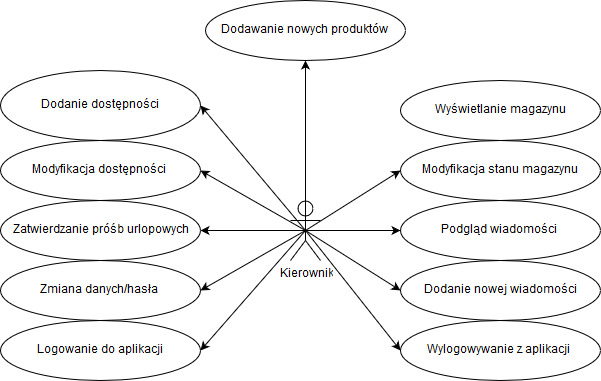 Dodawanie nowych produktów
Dodanie dostępności
Wyświetlanie magazynu
Modyfikacja dostępności
Modyfikacja stanu magazynu
Zatwierdzanie próśb urlopowych
Podgląd wiadomości
Kierownik
Zmiana danych/hasła
Dodanie nowej wiadomości
Logowanie do aplikacji
Wylogowywanie z aplikacji